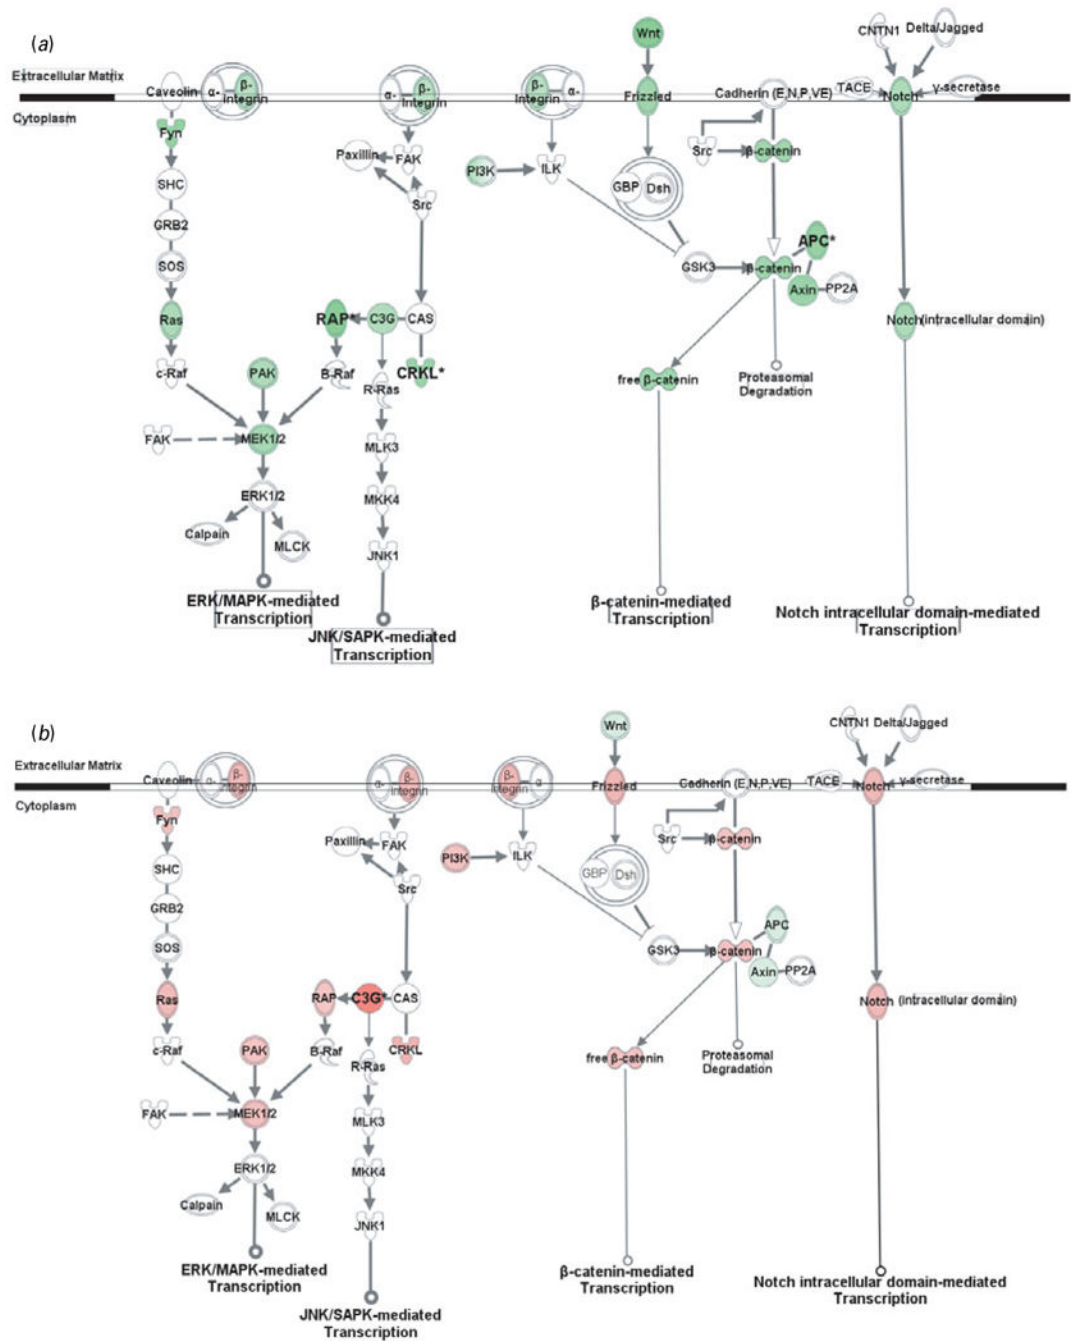 (a)
Wnt
CNTN1
Delta/Jagged
Extracellular Matrix
Caveolin
α-
β-
Integrin
α-
β-
Integrin
β-
Integrin
α-
Frizzled
Cadherin (E,N,P,VE)
TACE
Notch
γ-secretase
Cytoplasm
Fyn
Paxillin
FAK
PI3K
ILK
Src
β-catenin
SHC
GBP
Dsh
Src
GRB2
APC*
SOS
GSK3
β-catenin
Axin
PP2A
Ras
RAP*
C3G
CAS
Notch
(intracellular domain)
c-Raf
PAK
B-Raf
CRKL*
R-Ras
free β-catenin
Proteasomal
Degradation
FAK
MEK1/2
MLK3
ERK1/2
MKK4
Calpain
MLCK
JNK1
ERK/MAPK-mediated
Transcription
β-catenin-mediated
Transcription
Notch intracellular domain-mediated
Transcription
JNK/SAPK-mediated
Transcription
(b)
Wnt
CNTN1
Delta/Jagged
Extracellular Matrix
Caveolin
α-
β-
Integrin
α-
β-
Integrin
β-
Integrin
α
Frizzled
Cadherin (E,N,P,VE)
TACE
Notch
γ-secretase
Cytoplasm
Fyn
Paxillin
FAK
PI3K
ILK
Src
β-catenin
SHC
GBP
Dsh
Src
GRB2
APC
SOS
GSK3
β-catenin
Axin
PP2A
Ras
RAP
C3G*
CAS
Notch
(intracellular domain)
c-Raf
PAK
B-Raf
CRKL
R-Ras
free β-catenin
Proteasomal
Degradation
FAK
MEK1/2
MLK3
ERK1/2
MKK4
Calpain
MLCK
JNK1
ERK/MAPK-mediated
Transcription
β-catenin-mediated
Transcription
Notch intracellular domain-mediated
Transcription
JNK/SAPK-mediated
Transcription